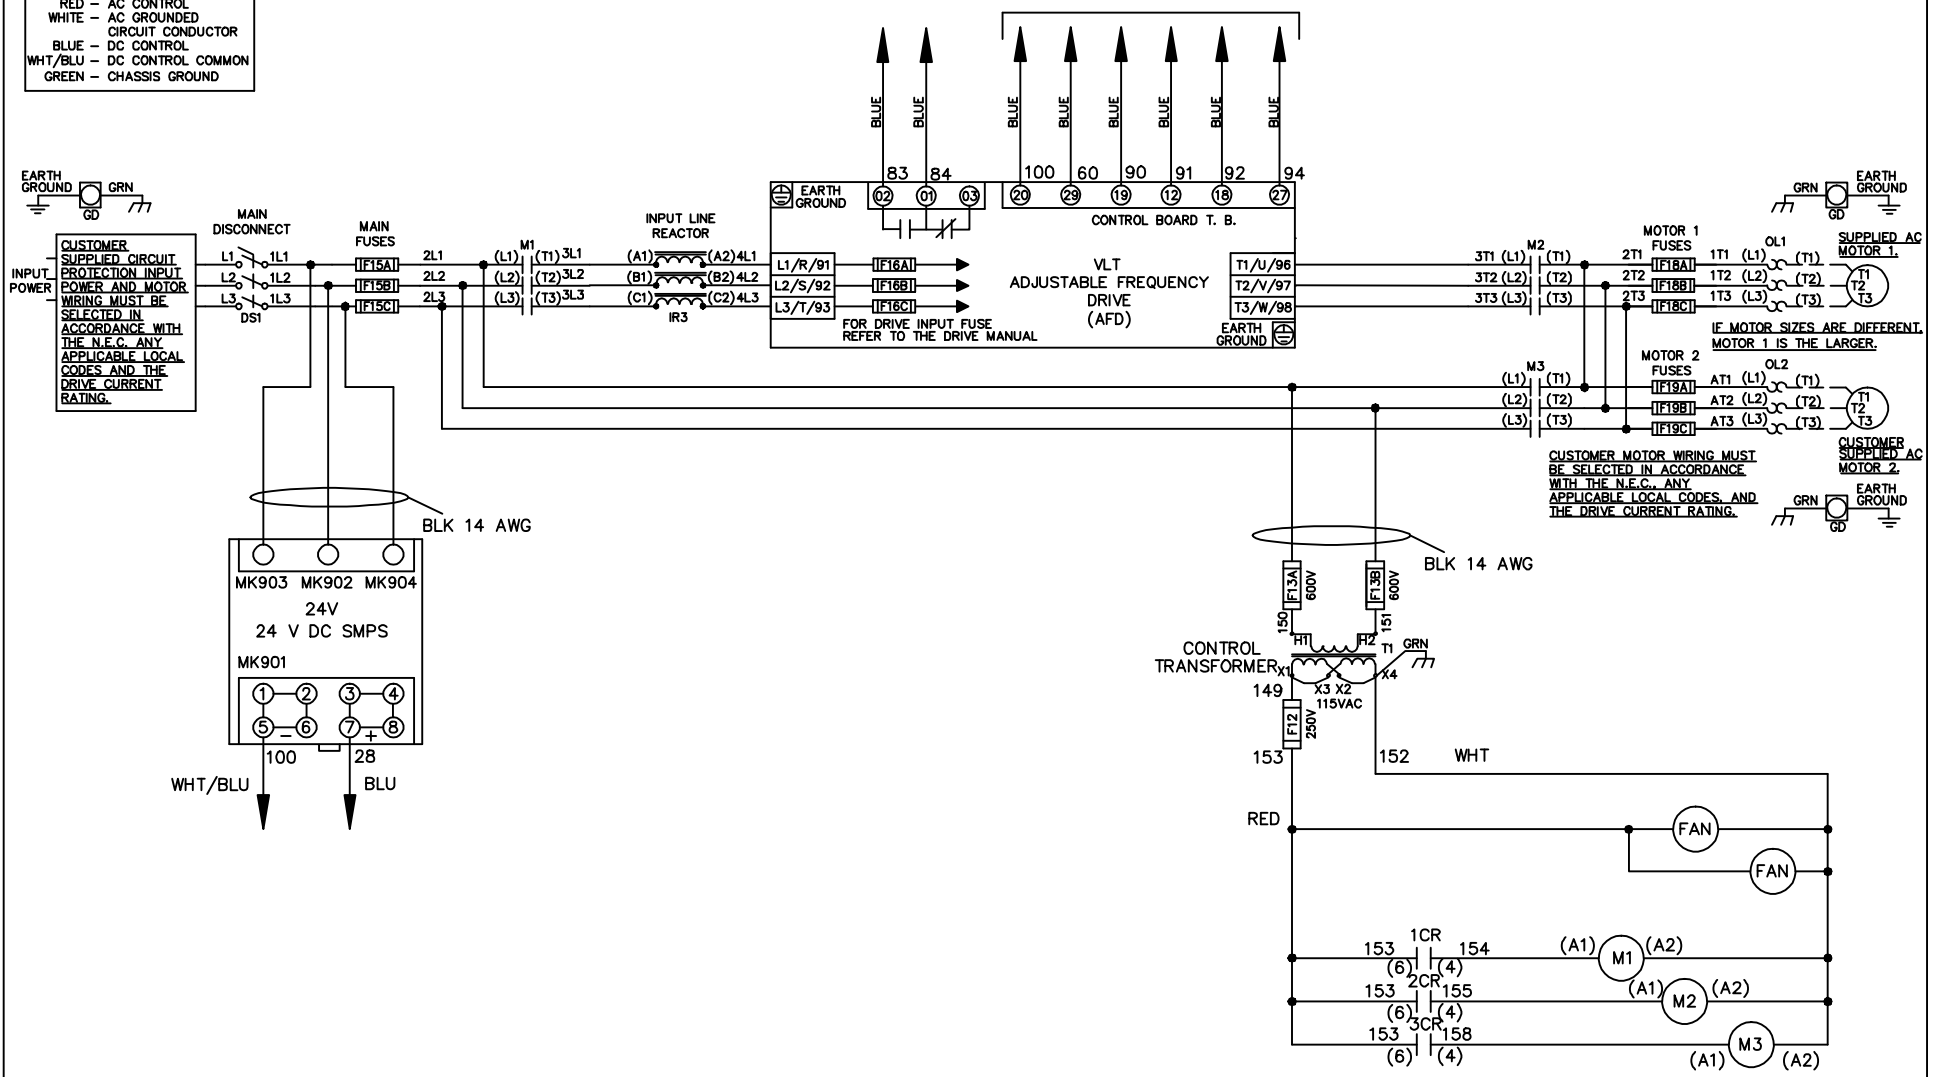 RED – AC CONTROL
WHITE – AC GROUNDED
CIRCUIT CONDUCTOR
BLUE – DC CONTROL
WHT/BLU – DC CONTROL COMMON
GREEN – CHASSIS GROUND
BLUE BLUE BLUE BLUE BLUE BLUE BLUE BLUE
83 84 100 60 90 91 92 94
EARTH
GROUND GRN
GD
02 01 03 20 29 19 12 18 27
EARTH
GROUND
CONTROL BOARD T. B.
GRN EARTH
GROUND
GD
MAIN
DISCONNECT
MAIN
FUSES
INPUT LINE
REACTOR
MOTOR 1
FUSES
OL1
SUPPLIED AC
MOTOR 1.
INPUT
POWER
CUSTOMER
SUPPLIED CIRCUIT
PROTECTION INPUT
POWER AND MOTOR
WIRING MUST BE
SELECTED IN
ACCORDANCE WITH
THE N.E.C. ANY
APPLICABLE LOCAL
CODES AND THE
DRIVE CURRENT
RATING.
M1
M2
L1 1L1 F15A 2L1 (L1) (T1) 3L1 (A1) (A2) 4L1 L1/R/91 F16A
L2 1L2 F15B 2L2 (L2) (T2) 3L2 (B1) (B2) 4L2 L2/S/92 F16B
L3 1L3 F15C 2L3 (L3) (T3) 3L3 (C1) (C2) 4L3 L3/T/93 F16C
DS1
IR3
VLT
ADJUSTABLE FREQUENCY
DRIVE
(AFD)
FOR DRIVE INPUT FUSE
REFER TO THE DRIVE MANUAL
EARTH
GROUND
T1/U/96 3T1 (L1) (T1) 2T1 F18A 1T1 (L1) (T1) T1
T2/V/97 3T2 (L2) (T2) 2T2 F18B 1T2 (L2) (T2) T2
T3/W/98 3T3 (L3) (T3) 2T3 F18C 1T3 (L3) (T3) T3
IF MOTOR SIZES ARE DIFFERENT,
MOTOR 1 IS THE LARGER.
M3
MOTOR 2
FUSES
OL2
(L1) (T1) F19A AT1 (L1) (T1) T1
(L2) (T2) F19B AT2 (L2) (T2) T2
(L3) (T3) F19C AT3 (L3) (T3) T3
CUSTOMER
SUPPLIED AC
MOTOR 2.
CUSTOMER MOTOR WIRING MUST
BE SELECTED IN ACCORDANCE
WITH THE N.E.C., ANY
APPLICABLE LOCAL CODES, AND
THE DRIVE CURRENT RATING.
GRN EARTH
GROUND
GD
BLK 14 AWG
MK903 MK902 MK904
24V
24 V DC SMPS
MK901
1 2 3 4
5 6 7 8
– +
100 28
WHT/BLU BLU
BLK 14 AWG
F13A 600V F13B 600V
150 151
H1 H2
T1
GRN
CONTROL
TRANSFORMER
X1 X3 X2 X4
115VAC
149
F12 250V
153 152 WHT
RED
FAN
FAN
153 1CR 154 (A1) M1 (A2)
(6) (4)
153 2CR 155 (A1) M2 (A2)
(6) (4)
153 3CR 158 M3
(6) (4) (A1) (A2)